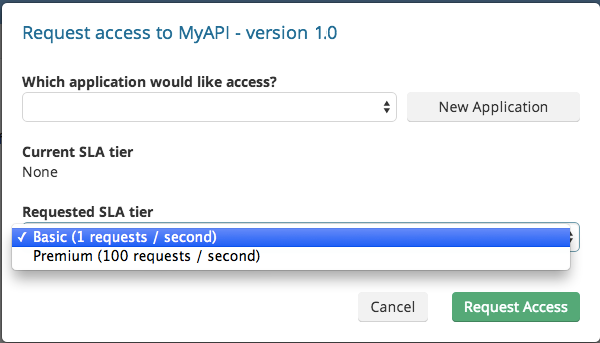 Request access to MyAPI - version 1.0
Which application would like access?
New Application
Current SLA tier
None
Requested SLA tier
✓ Basic (1 requests / second)
Premium (100 requests / second)
Cancel
Request Access